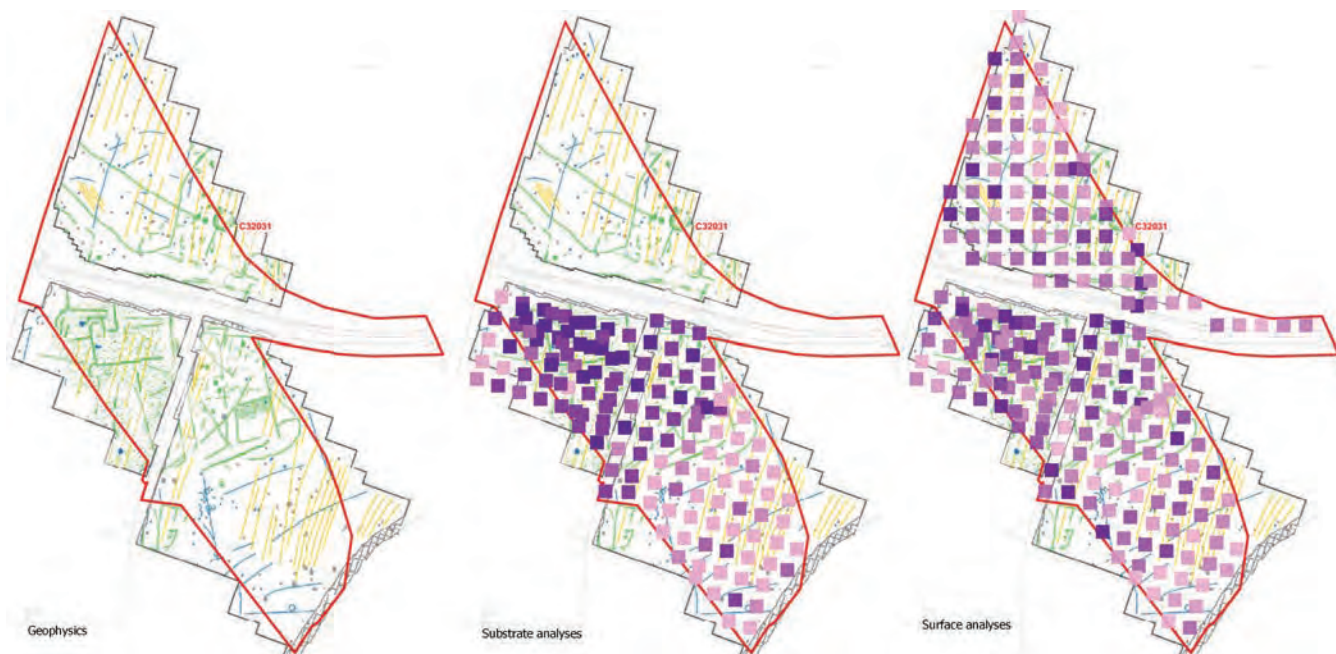 C32031
C32031
C32031
Geophysics
Substrate analyses
Surface analyses